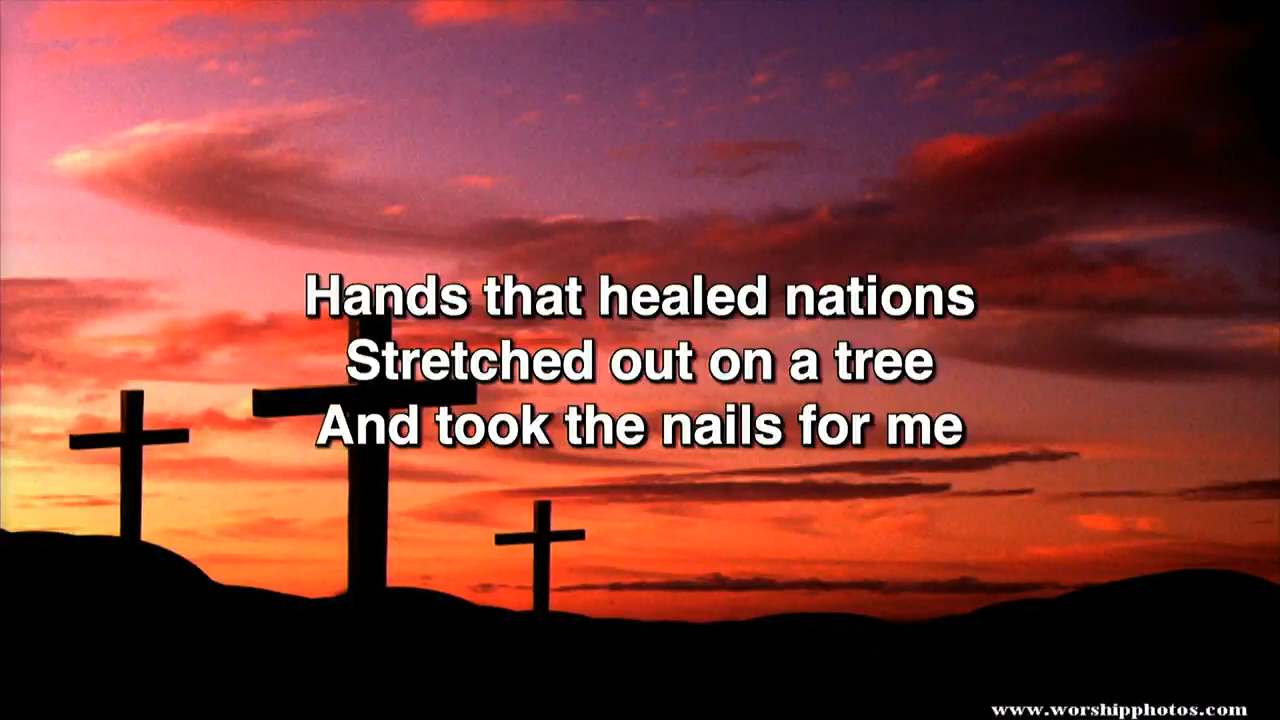 Hands that healed nations
Stretched out on a tree
And took the nails for me
www.worshipphotos.com